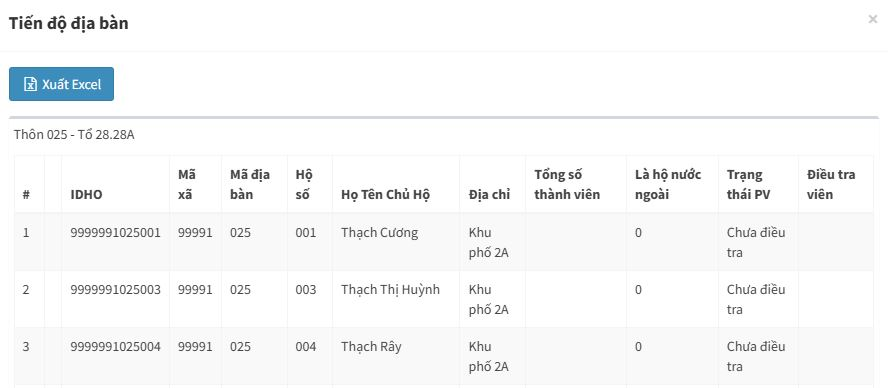 Tiến độ địa bàn
×
Xuất Excel
Thôn 025 - Tổ 28.28A
# IDHO Mã xã Mã địa bàn Hộ số Họ Tên Chủ Hộ Địa chỉ Tổng số thành viên Là hộ nước ngoài Trạng thái PV Điều tra viên
1 9999991025001 99991 025 001 Thạch Cương Khu phố 2A 0 Chưa điều tra
2 9999991025003 99991 025 003 Thạch Thị Huỳnh Khu phố 2A 0 Chưa điều tra
3 9999991025004 99991 025 004 Thạch Rây Khu phố 2A 0 Chưa điều tra